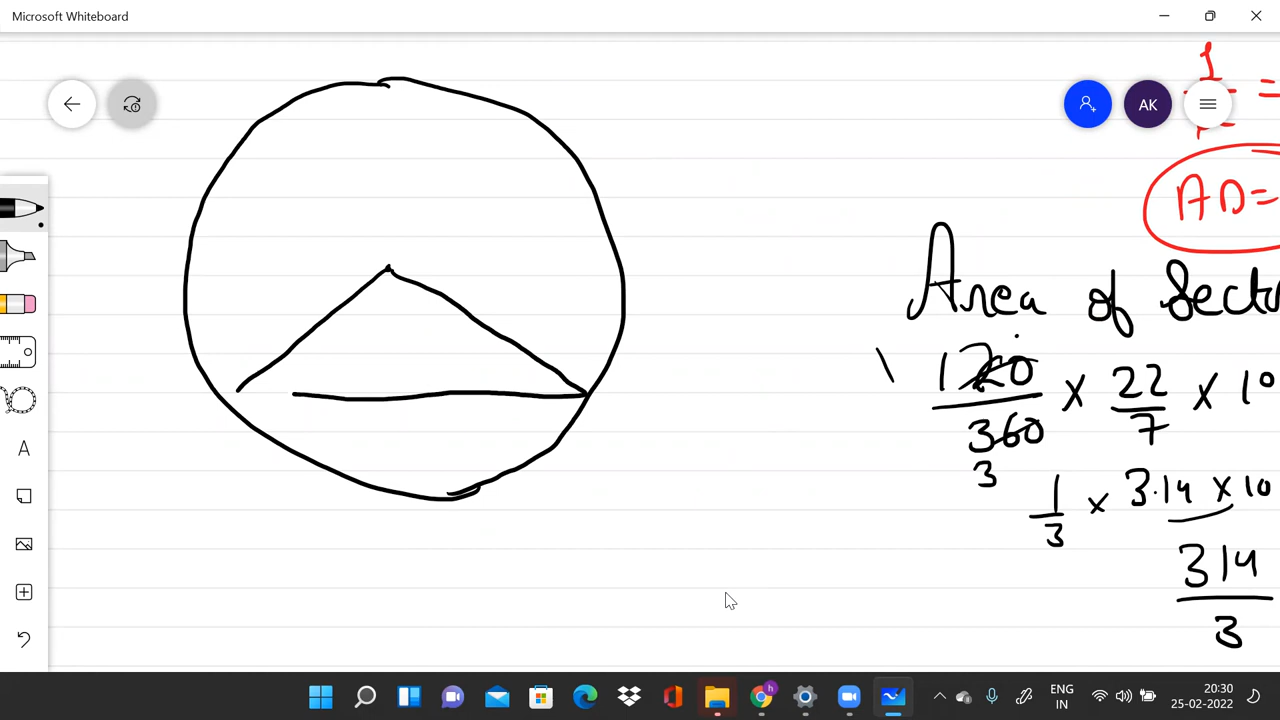 Microsoft Whiteboard
AK
1 =
AD=
Area of Secto
120 × 22 × 10
360 7
3
1 × 3.14 × 10
3
314
3
A
ENG
IN
20:30
25-02-2022